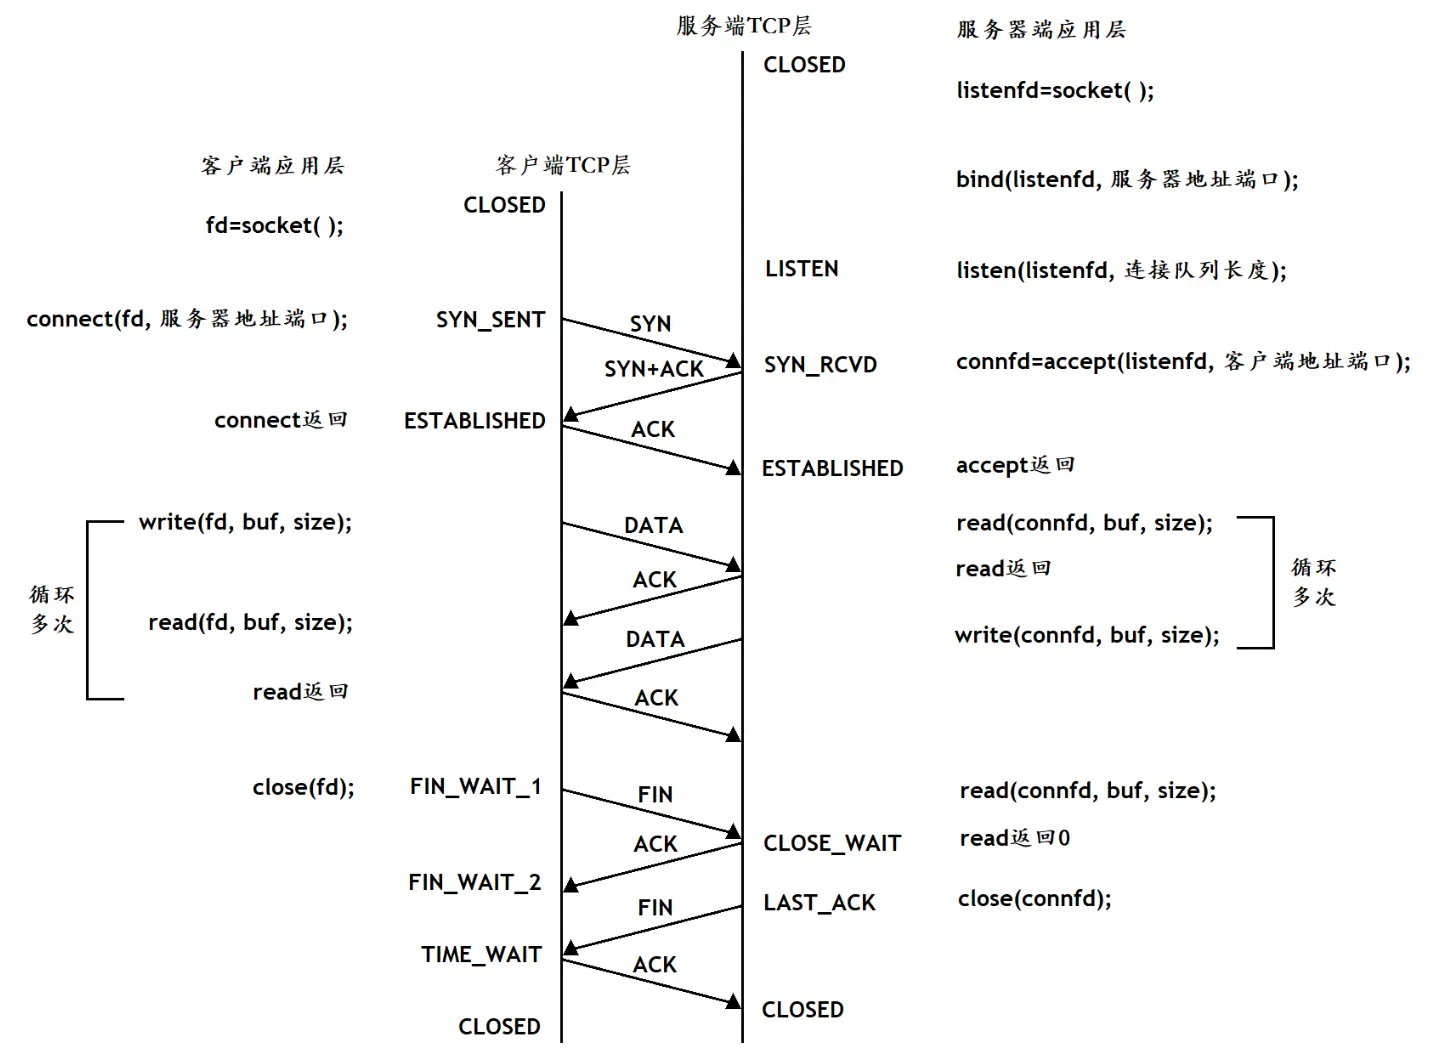 服务端TCP层
服务器端应用层
CLOSED
listenfd=socket( );
客户端应用层
客户端TCP层
bind(listenfd, 服务器地址端口);
CLOSED
fd=socket( );
LISTEN
listen(listenfd, 连接队列长度);
connect(fd, 服务器地址端口);
SYN_SENT
SYN
SYN+ACK
SYN_RCVD
connfd=accept(listenfd, 客户端地址端口);
connect返回
ESTABLISHED
ACK
ESTABLISHED
accept返回
write(fd, buf, size);
DATA
read(connfd, buf, size);
read返回
循环
多次
ACK
循环
多次
read(fd, buf, size);
DATA
write(connfd, buf, size);
read返回
ACK
close(fd);
FIN_WAIT_1
FIN
read(connfd, buf, size);
ACK
CLOSE_WAIT
read返回0
FIN_WAIT_2
FIN
LAST_ACK
close(connfd);
TIME_WAIT
ACK
CLOSED
CLOSED